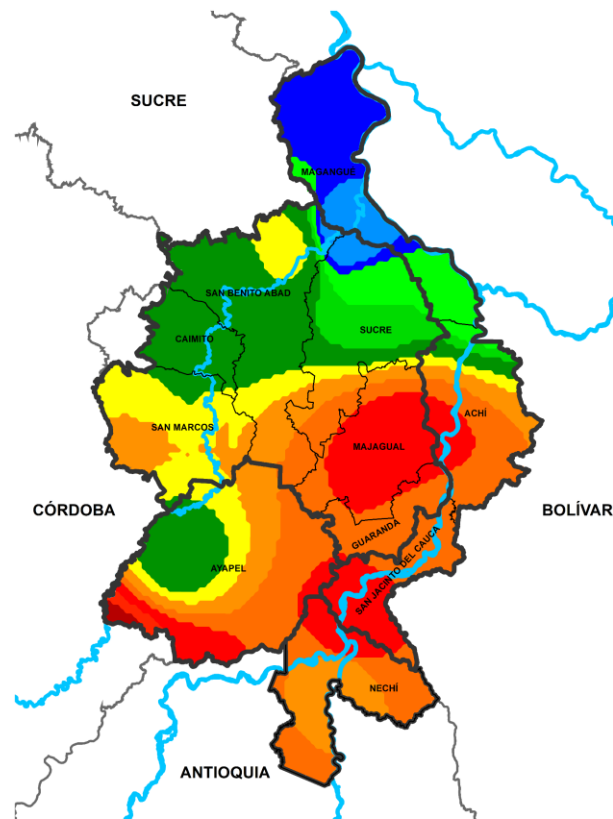 SUCRE
MAGANGUÉ
SAN BENITO ABAD
SUCRE
CAIMITO
ACHÍ
SAN MARCOS
MAJAGUAL
CÓRDOBA
BOLÍVAR
GUARANDA
AYAPEL
SAN JACINTO DEL CAUCA
NECHÍ
ANTIOQUIA